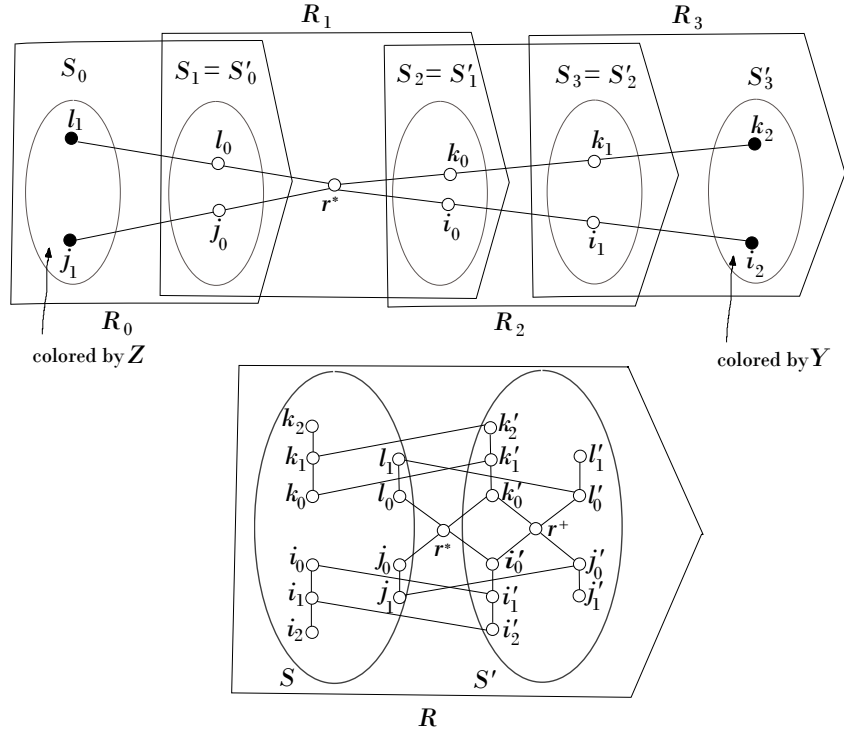 R₁
R₃
S₀
S₁ = S′₀
S₂ = S′₁
S₃ = S′₂
S′₃
l₁
l₀
k₀
k₁
k₂
r*
j₁
j₀
i₀
i₁
i₂
R₀
R₂
colored by Z
colored by Y
k₂
k′₂
k₁
l₁
k′₁
l′₁
k₀
l₀
k′₀
l′₀
r*
r⁺
i₀
j₀
i′₀
j′₀
i₁
j₁
i′₁
j′₁
i₂
i′₂
S
S′
R